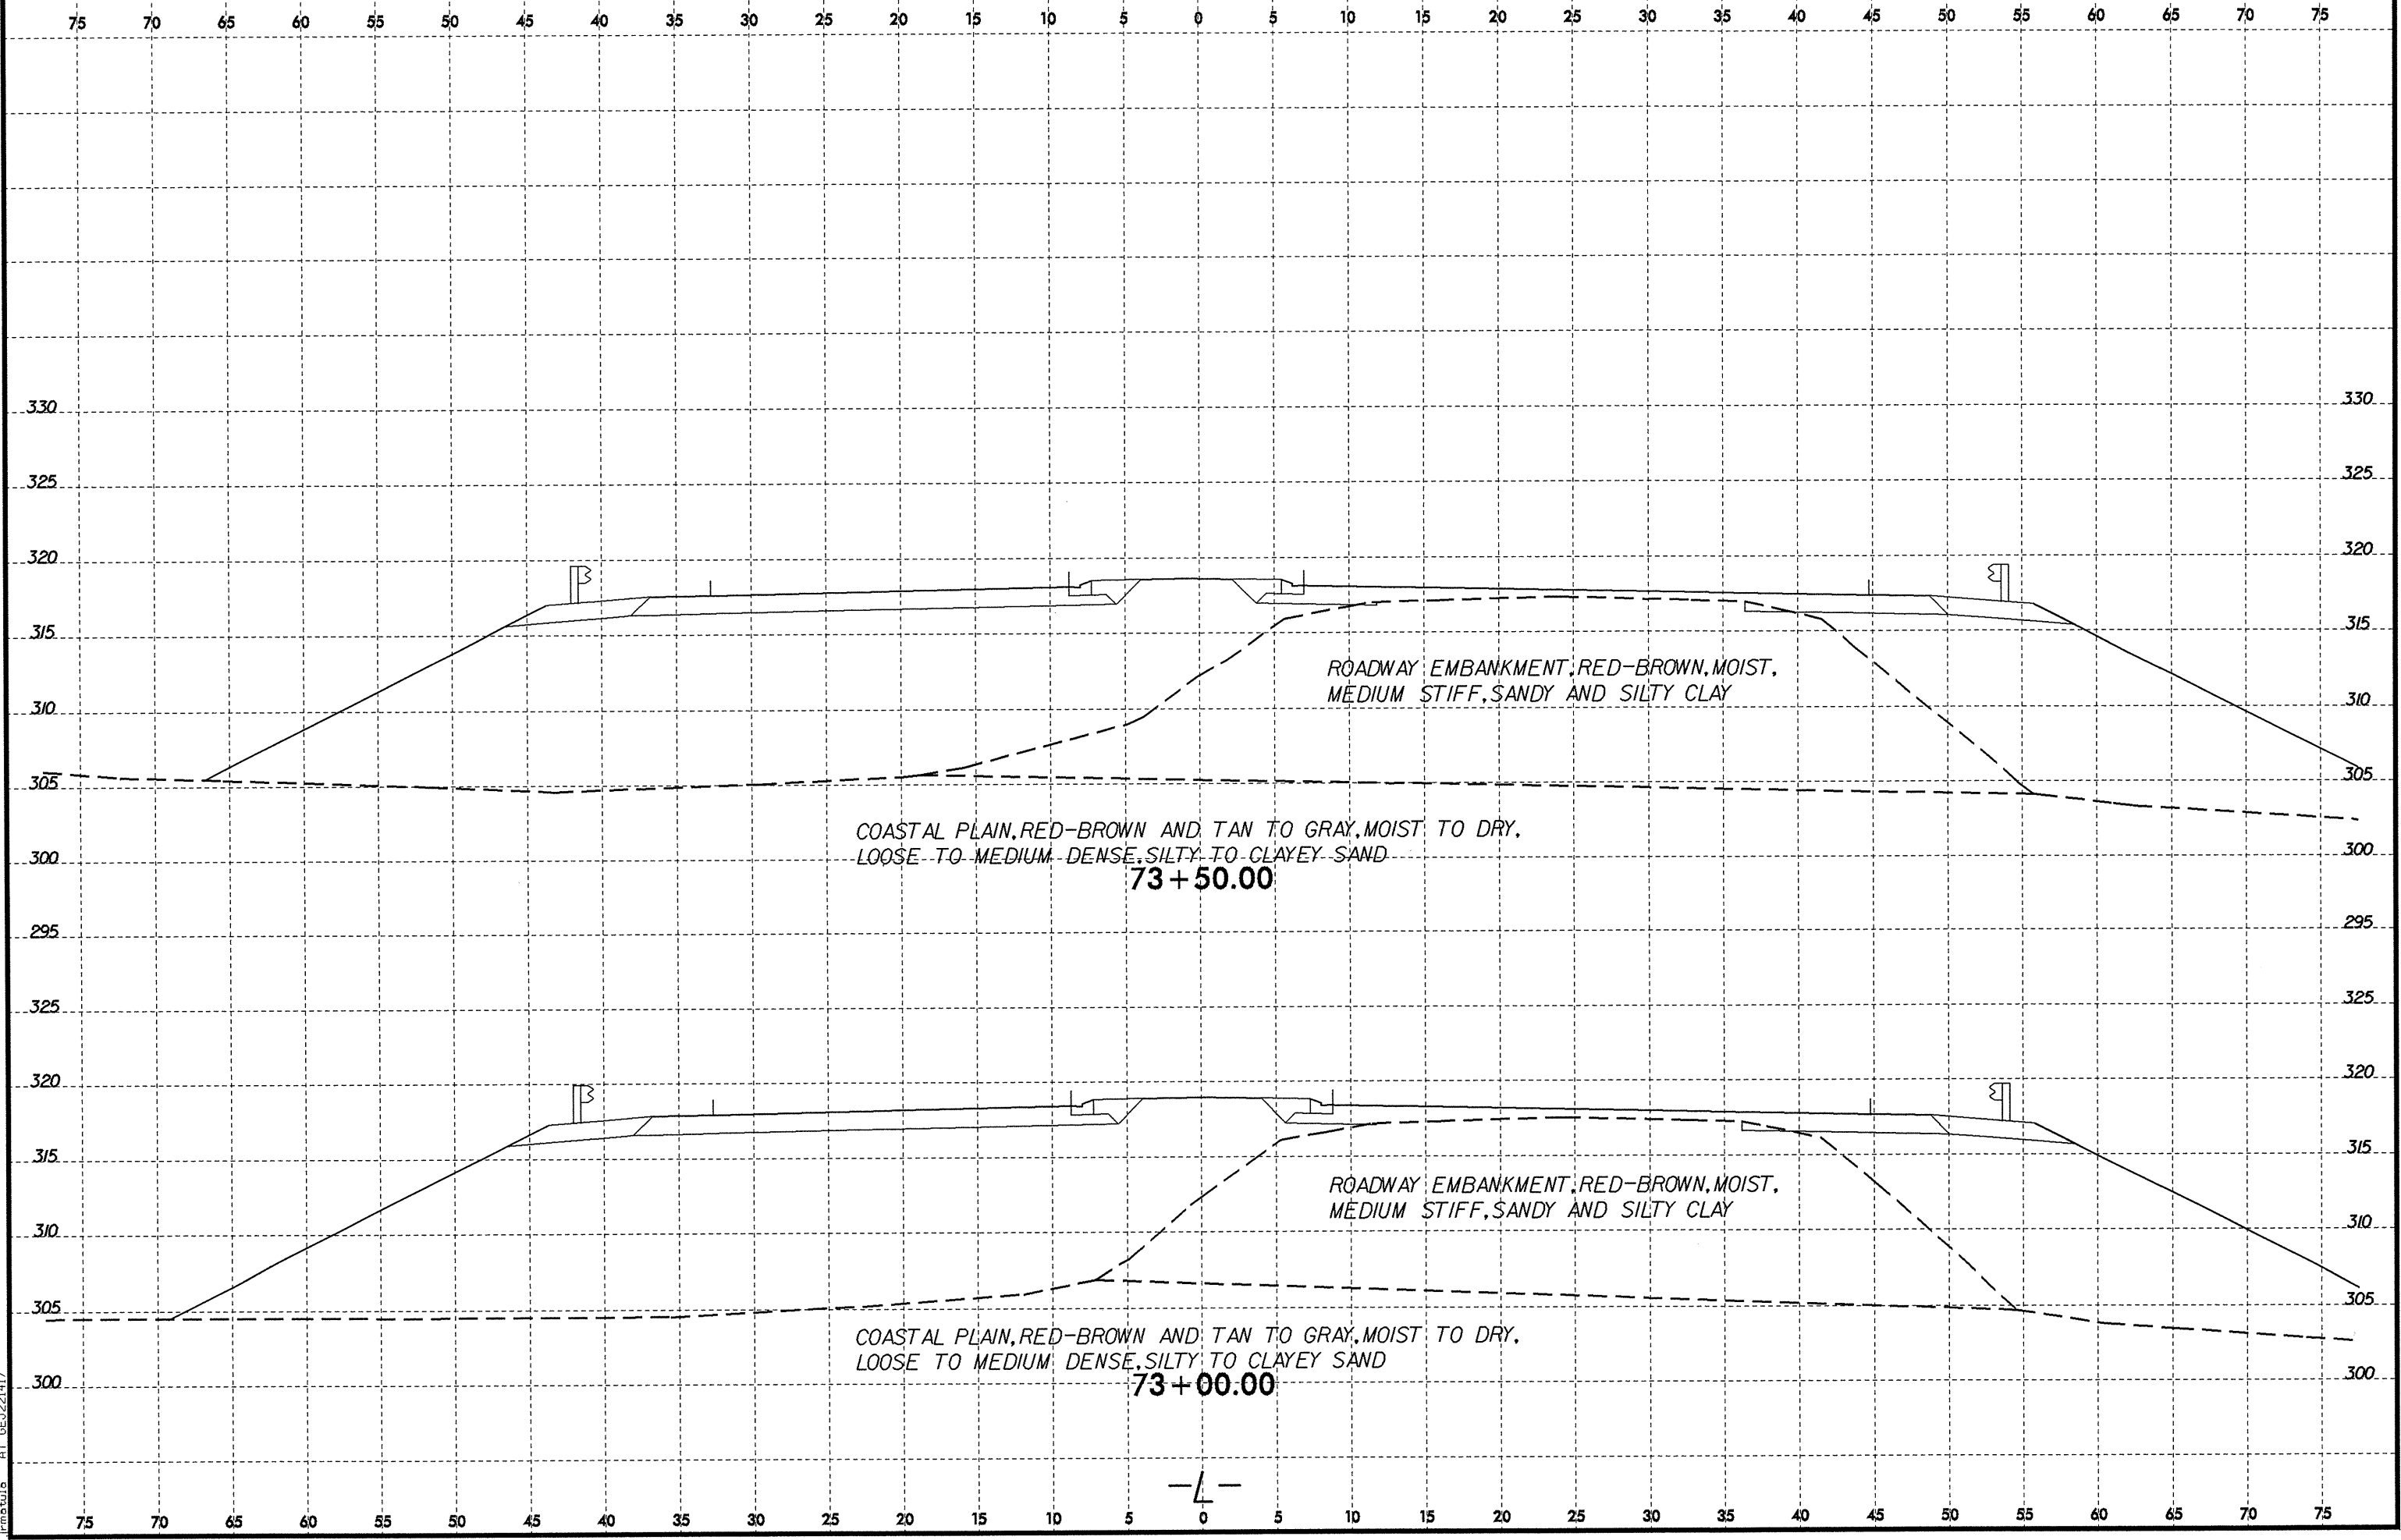 75 70 65 60 55 50 45 40 35 30 25 20 15 10 5 0 5 10 15 20 25 30 35 40 45 50 55 60 65 70 75
330 330
325 325
320 320
315 315
ROADWAY EMBANKMENT, RED-BROWN, MOIST,
MEDIUM STIFF, SANDY AND SILTY CLAY
310 310
305 305
COASTAL PLAIN, RED-BROWN AND TAN TO GRAY, MOIST TO DRY,
LOOSE TO MEDIUM DENSE, SILTY TO CLAYEY SAND
300 300
73+50.00
295 295
325 325
320 320
315 315
ROADWAY EMBANKMENT, RED-BROWN, MOIST,
MEDIUM STIFF, SANDY AND SILTY CLAY
310 310
305 305
COASTAL PLAIN, RED-BROWN AND TAN TO GRAY, MOIST TO DRY,
LOOSE TO MEDIUM DENSE, SILTY TO CLAYEY SAND
300 300
73+00.00
-L-
75 70 65 60 55 50 45 40 35 30 25 20 15 10 5 0 5 10 15 20 25 30 35 40 45 50 55 60 65 70 75